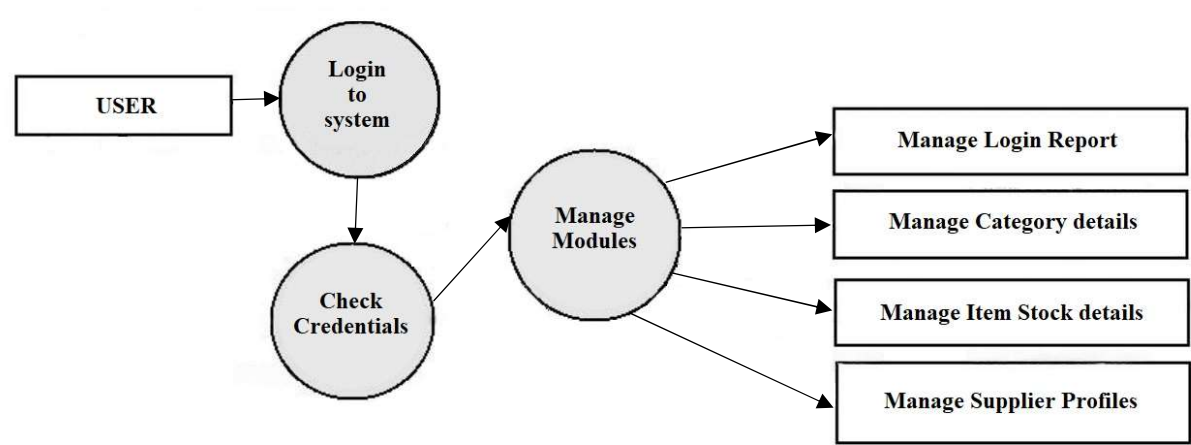 USER
Login
to
system
Check
Credentials
Manage
Modules
Manage Login Report
Manage Category details
Manage Item Stock details
Manage Supplier Profiles